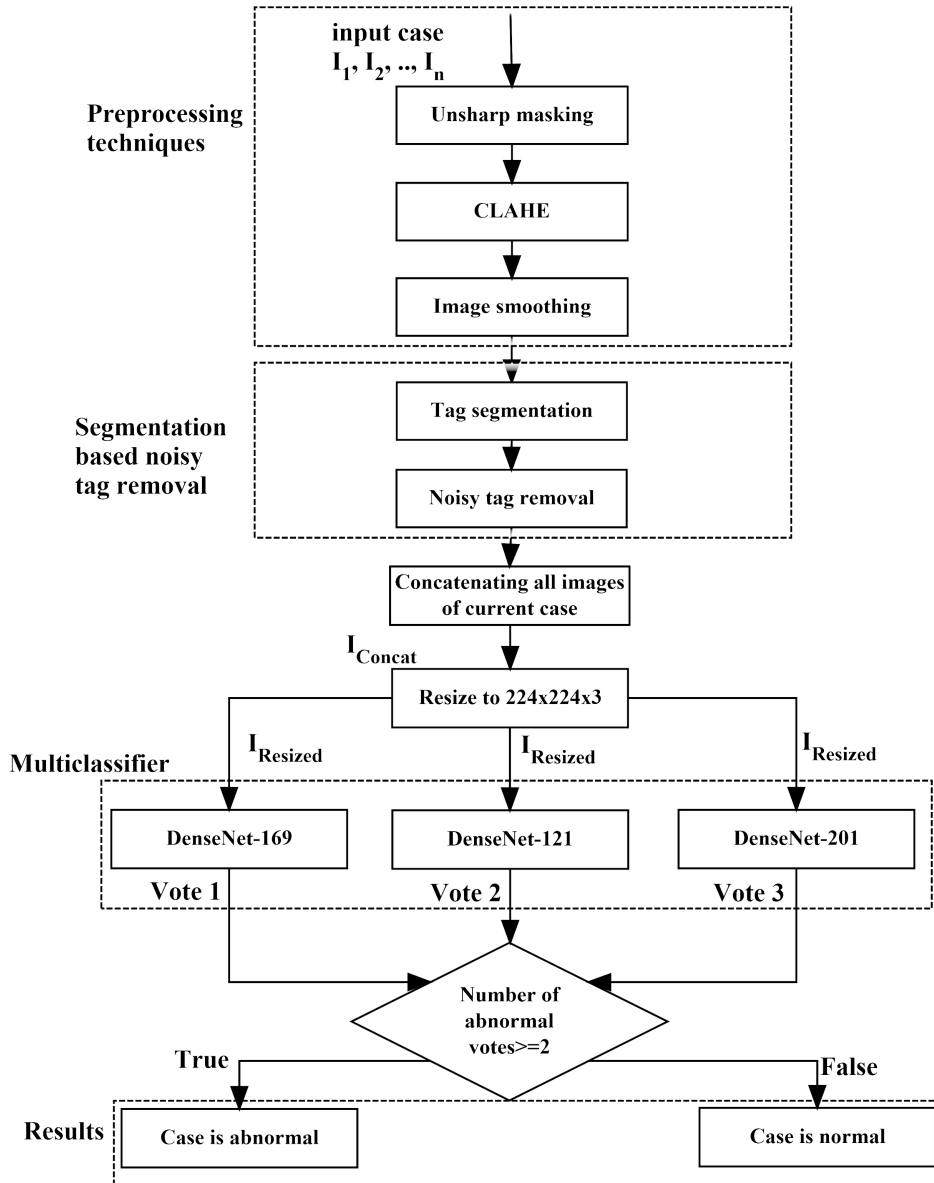 input case
I1, I2, .., In
Preprocessing
techniques
Unsharp masking
CLAHE
Image smoothing
Segmentation
based noisy
tag removal
Tag segmentation
Noisy tag removal
Concatenating all images
of current case
IConcat
Resize to 224x224x3
IResized
IResized
IResized
Multiclassifier
DenseNet-169
DenseNet-121
DenseNet-201
Vote 1
Vote 2
Vote 3
Number of
abnormal
votes>=2
True
False
Results
Case is abnormal
Case is normal